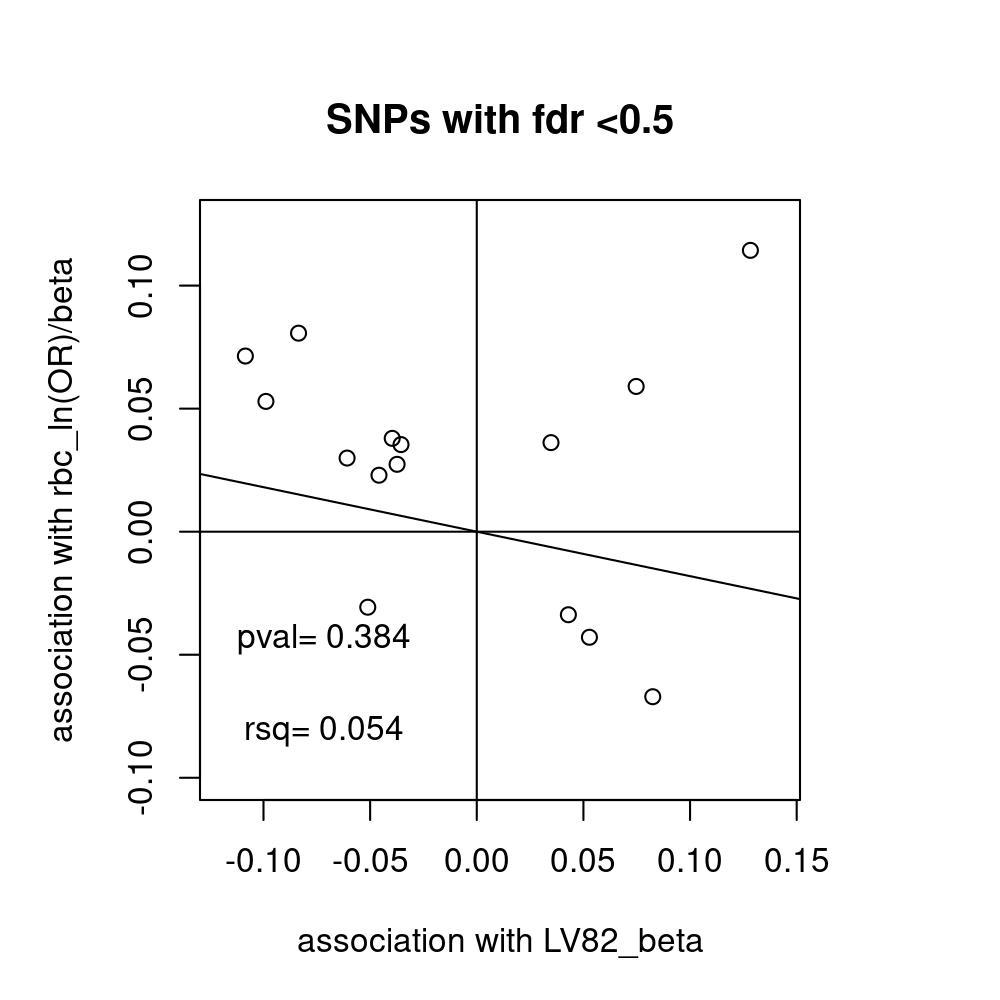 SNPs with fdr <0.5
association with rbc_ln(OR)/beta
0.10
0.05
0.00
-0.05
-0.10
pval= 0.384
rsq= 0.054
-0.10 -0.05 0.00 0.05 0.10 0.15
association with LV82_beta